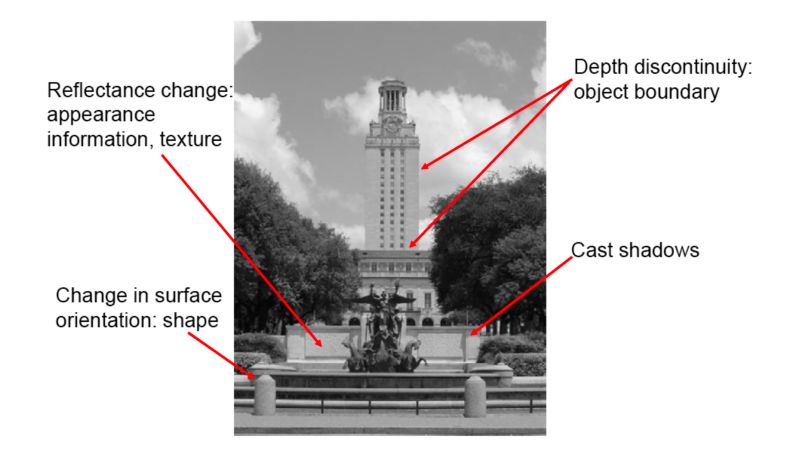 Reflectance change:
appearance
information, texture
Depth discontinuity:
object boundary
Cast shadows
Change in surface
orientation: shape